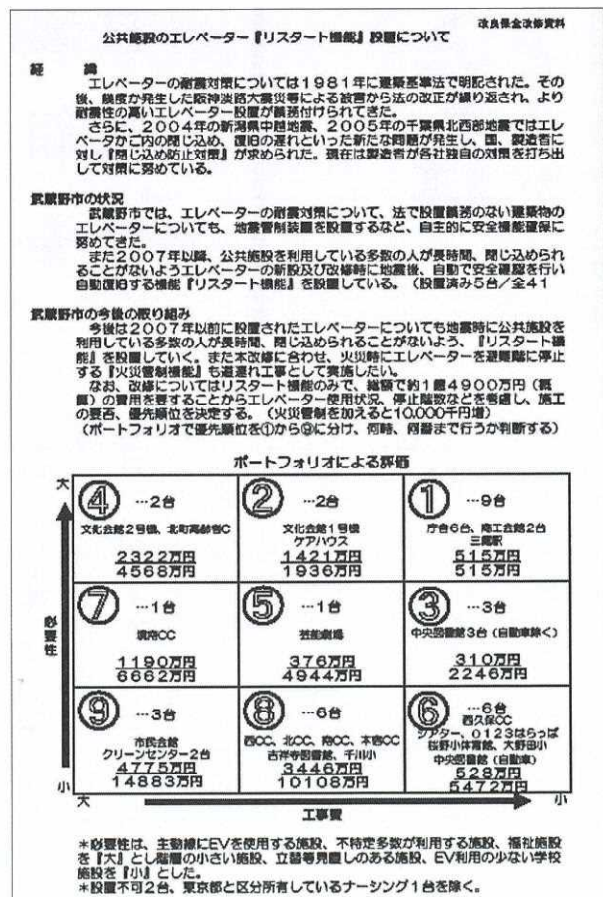 改良保全改修資料
公共施設のエレベーター『リスタート機能』設置について
経　緯
エレベーターの耐震対策については1981年に建築基準法で明記された。その
後、幾度か発生した阪神淡路大震災等による被害から法の改正が繰り返され、より
耐震性の高いエレベーター設置が義務付けられてきた。
さらに、2004年の新潟県中越地震、2005年の千葉県北西部地震ではエレ
ベータかご内の閉じ込め、復旧の遅れといった新たな問題が発生し、国、製造者に
対し『閉じ込め防止対策』が求められた。現在は製造者が各社独自の対策を打ち出
して対策に努めている。
武蔵野市の状況
武蔵野市では、エレベーターの耐震対策について、法で設置義務のない建築物の
エレベーターについても、地震管制装置を設置するなど、自主的に安全機能確保に
努めてきた。
また2007年以降、公共施設を利用している多数の人が長時間、閉じ込められ
ることがないようエレベーターの新設及び改修時に地震後、自動で安全確認を行い
自動復旧する機能『リスタート機能』を設置している。（設置済み5台／全41
武蔵野市の今後の取り組み
今後は2007年以前に設置されたエレベーターについても地震時に公共施設を
利用している多数の人が長時間、閉じ込められることがないよう、『リスタート機
能』を設置していく。また本改修に合わせ、火災時にエレベーターを避難階に停止
する『火災管制機能』も道連れ工事として実施したい。
なお、改修についてはリスタート機能のみで、総額で約1億4900万円（概
算）の費用を要することからエレベーター使用状況、停止階数などを考慮し、施工
の要否、優先順位を決定する。（火災管制を加えると10,000千円増）
（ポートフォリオで優先順位を①から⑨に分け、何時、何番まで行うか判断する）
ポートフォリオによる評価
大
④ …2台
文化会館2号機、北町高齢者C
2322万円
4568万円
② …2台
文化会館1号機
ケアハウス
1421万円
1936万円
① …9台
庁舎6台、商工会館2台
三鷹駅
515万円
515万円
必要性
⑦ …1台
境南CC
1190万円
6662万円
⑤ …1台
芸能劇場
376万円
4944万円
③ …3台
中央図書館3台（自動車除く）
310万円
2246万円
⑨ …3台
市民会館
クリーンセンター2台
4775万円
14883万円
⑧ …6台
西CC、北CC、南CC、本宿CC
吉祥寺図書館、千川小
3446万円
10108万円
⑥ …6台
西久保CC
シアター、0123はらっぱ
桜野小体育館、大野田小
中央図書館（自動車）
528万円
5472万円
小
大
工事費
小
＊必要性は、主動線にEVを使用する施設、不特定多数が利用する施設、福祉施設
を『大』とし階層の小さい施設、立替等見直しのある施設、EV利用の少ない学校
施設を『小』とした。
＊設置不可2台、東京都と区分所有しているナーシング1台を除く。